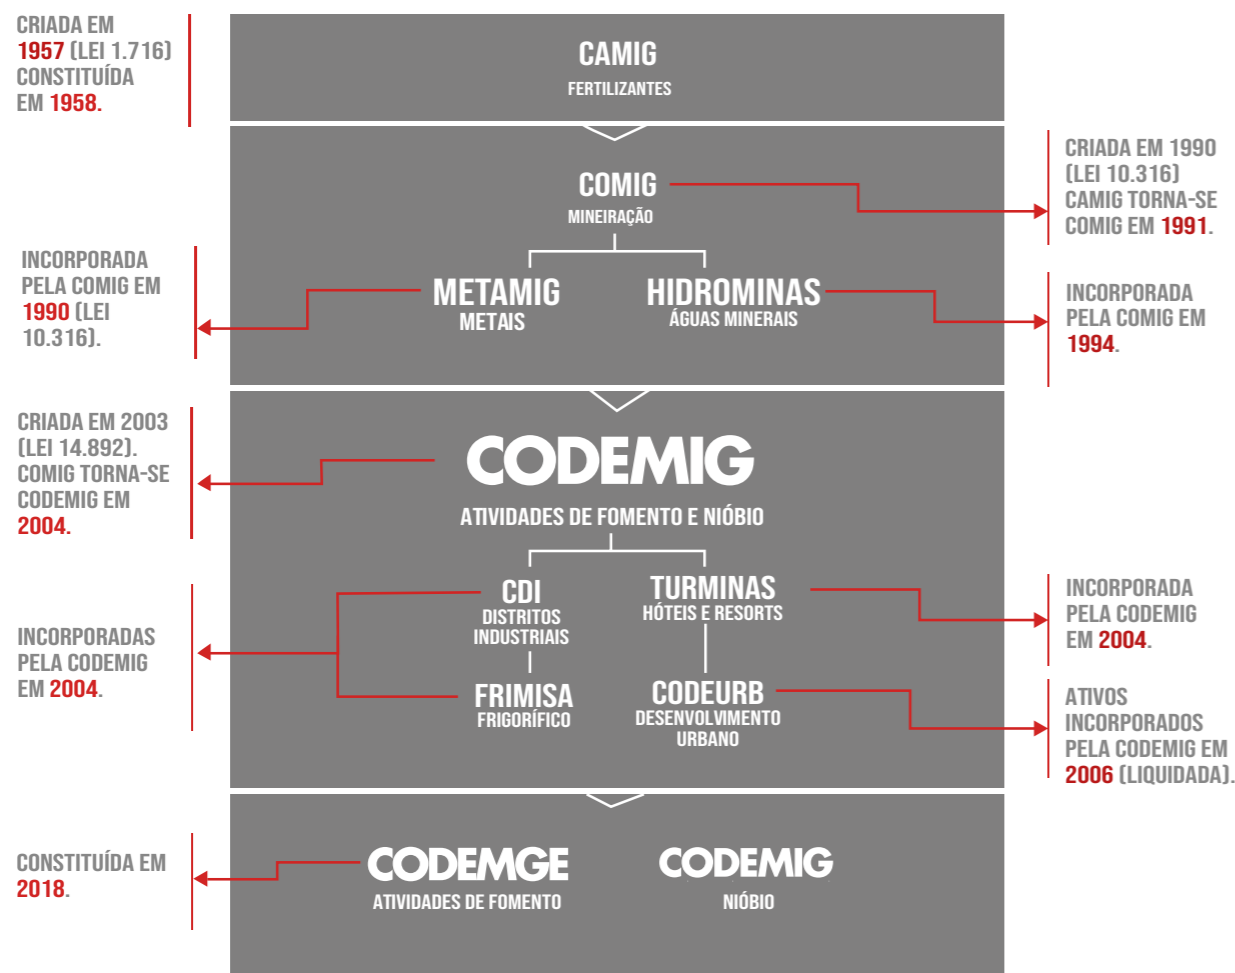 CRIADA EM
1957 (LEI 1.716)
CONSTITUÍDA
EM 1958.
CAMIG
FERTILIZANTES
COMIG
MINEIRAÇÃO
CRIADA EM 1990
(LEI 10.316)
CAMIG TORNA-SE
COMIG EM 1991.
INCORPORADA
PELA COMIG EM
1990 (LEI
10.316).
METAMIG
METAIS
HIDROMINAS
ÁGUAS MINERAIS
INCORPORADA
PELA COMIG EM
1994.
CRIADA EM 2003
(LEI 14.892).
COMIG TORNA-SE
CODEMIG EM
2004.
CODEMIG
ATIVIDADES DE FOMENTO E NIÓBIO
INCORPORADAS
PELA CODEMIG
EM 2004.
CDI
DISTRITOS
INDUSTRIAIS
FRIMISA
FRIGORÍFICO
TURMINAS
HÓTEIS E RESORTS
CODEURB
DESENVOLVIMENTO
URBANO
INCORPORADA
PELA CODEMIG
EM 2004.
ATIVOS
INCORPORADOS
PELA CODEMIG EM
2006 (LIQUIDADA).
CONSTITUÍDA EM
2018.
CODEMGE
ATIVIDADES DE FOMENTO
CODEMIG
NIÓBIO